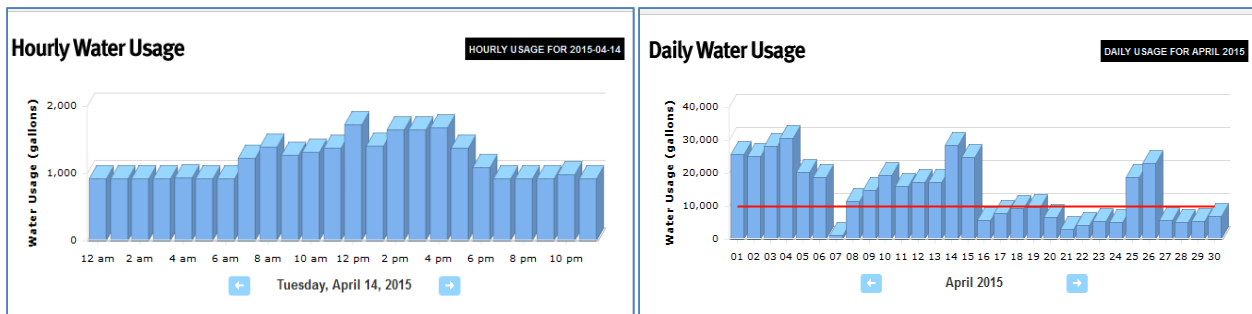 Hourly Water Usage
HOURLY USAGE FOR 2015-04-14
Water Usage (gallons)
2,000
1,000
0
12 am 2 am 4 am 6 am 8 am 10 am 12 pm 2 pm 4 pm 6 pm 8 pm 10 pm
Tuesday, April 14, 2015
Daily Water Usage
DAILY USAGE FOR APRIL 2015
Water Usage (gallons)
40,000
30,000
20,000
10,000
0
01 02 03 04 05 06 07 08 09 10 11 12 13 14 15 16 17 18 19 20 21 22 23 24 25 26 27 28 29 30
April 2015